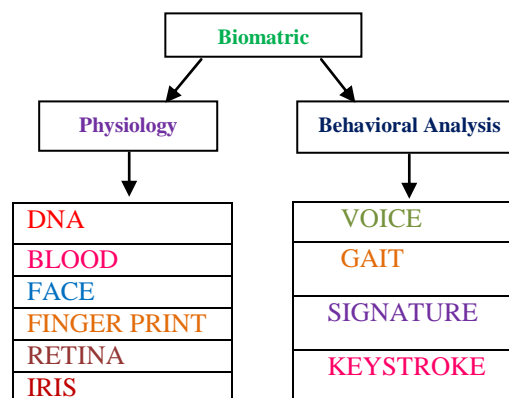 Biomatric
Physiology
Behavioral Analysis
DNA
BLOOD
FACE
FINGER PRINT
RETINA
IRIS
VOICE
GAIT
SIGNATURE
KEYSTROKE